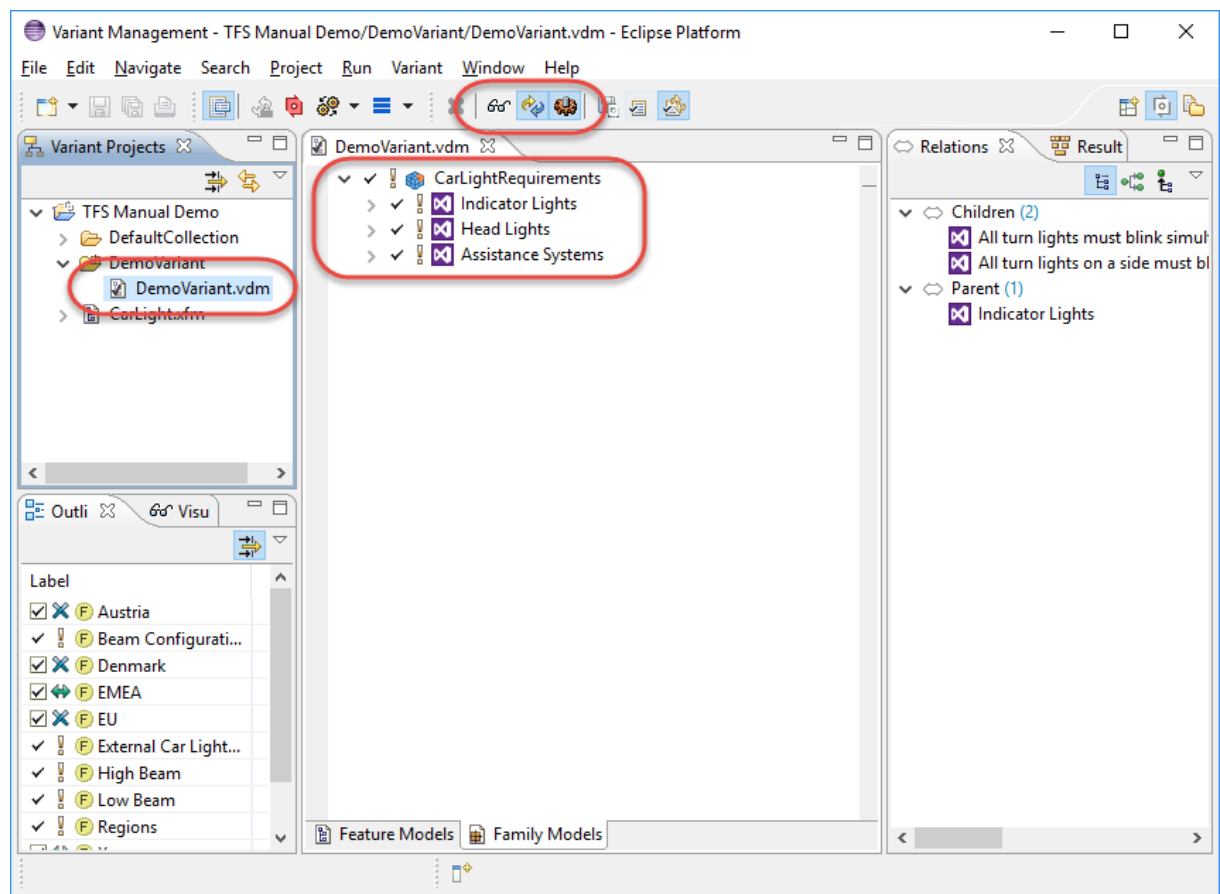 Variant Management - TFS Manual Demo/DemoVariant/DemoVariant.vdm - Eclipse Platform
File Edit Navigate Search Project Run Variant Window Help
Variant Projects
TFS Manual Demo
DefaultCollection
DemoVariant
DemoVariant.vdm
CarLight.xfm
DemoVariant.vdm
CarLightRequirements
Indicator Lights
Head Lights
Assistance Systems
Feature Models Family Models
Relations Result
Children (2)
All turn lights must blink simul
All turn lights on a side must bl
Parent (1)
Indicator Lights
Outli Visu
Label
F Austria
F Beam Configurati...
F Denmark
F EMEA
F EU
F External Car Light...
F High Beam
F Low Beam
F Regions